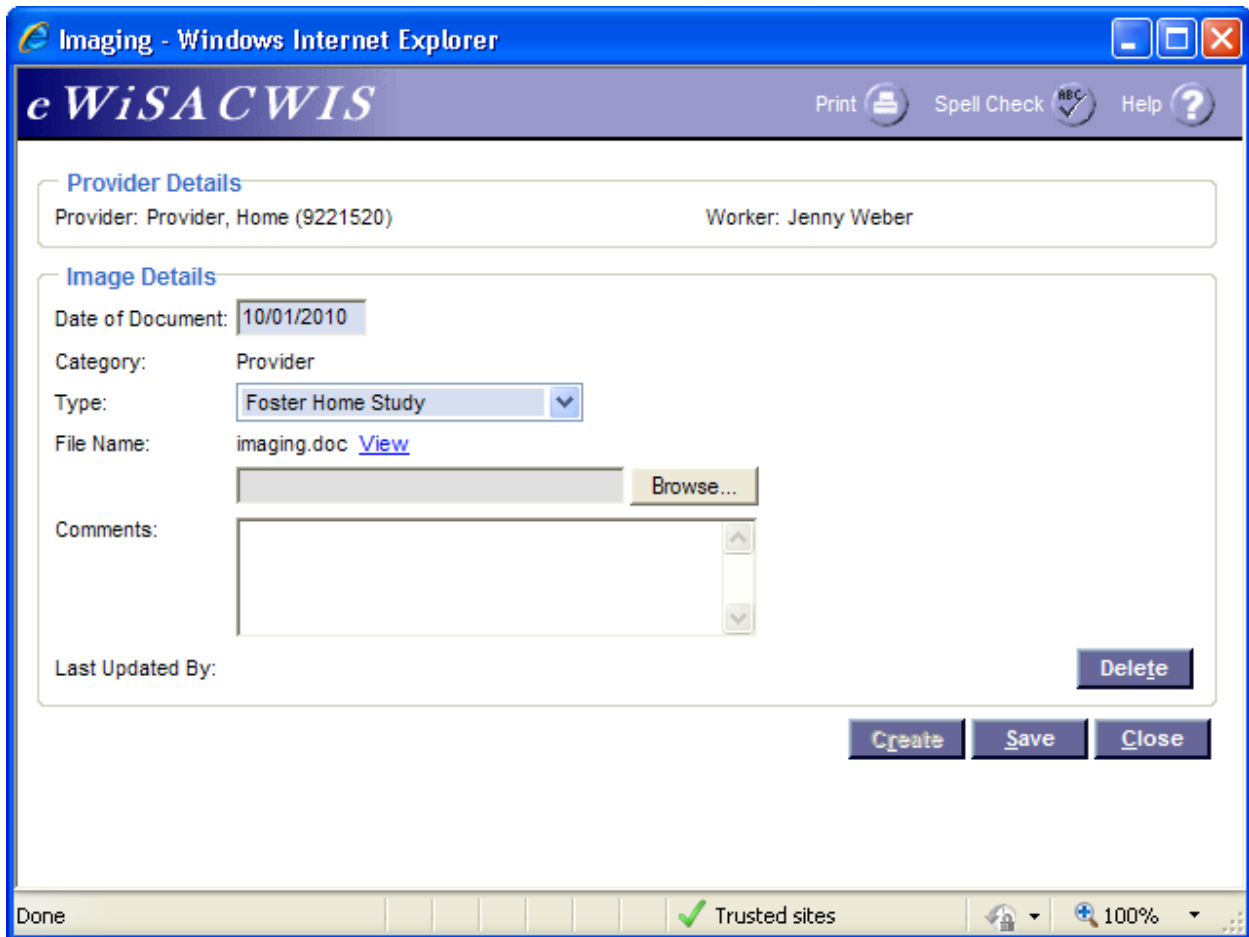 Imaging - Windows Internet Explorer
eWiSACWIS
Print Spell Check ABC Help ?
Provider Details
Provider: Provider, Home (9221520) Worker: Jenny Weber
Image Details
Date of Document: 10/01/2010
Category: Provider
Type: Foster Home Study
File Name: imaging.doc View
Browse...
Comments:
Last Updated By: Delete
Create Save Close
Done Trusted sites 100%